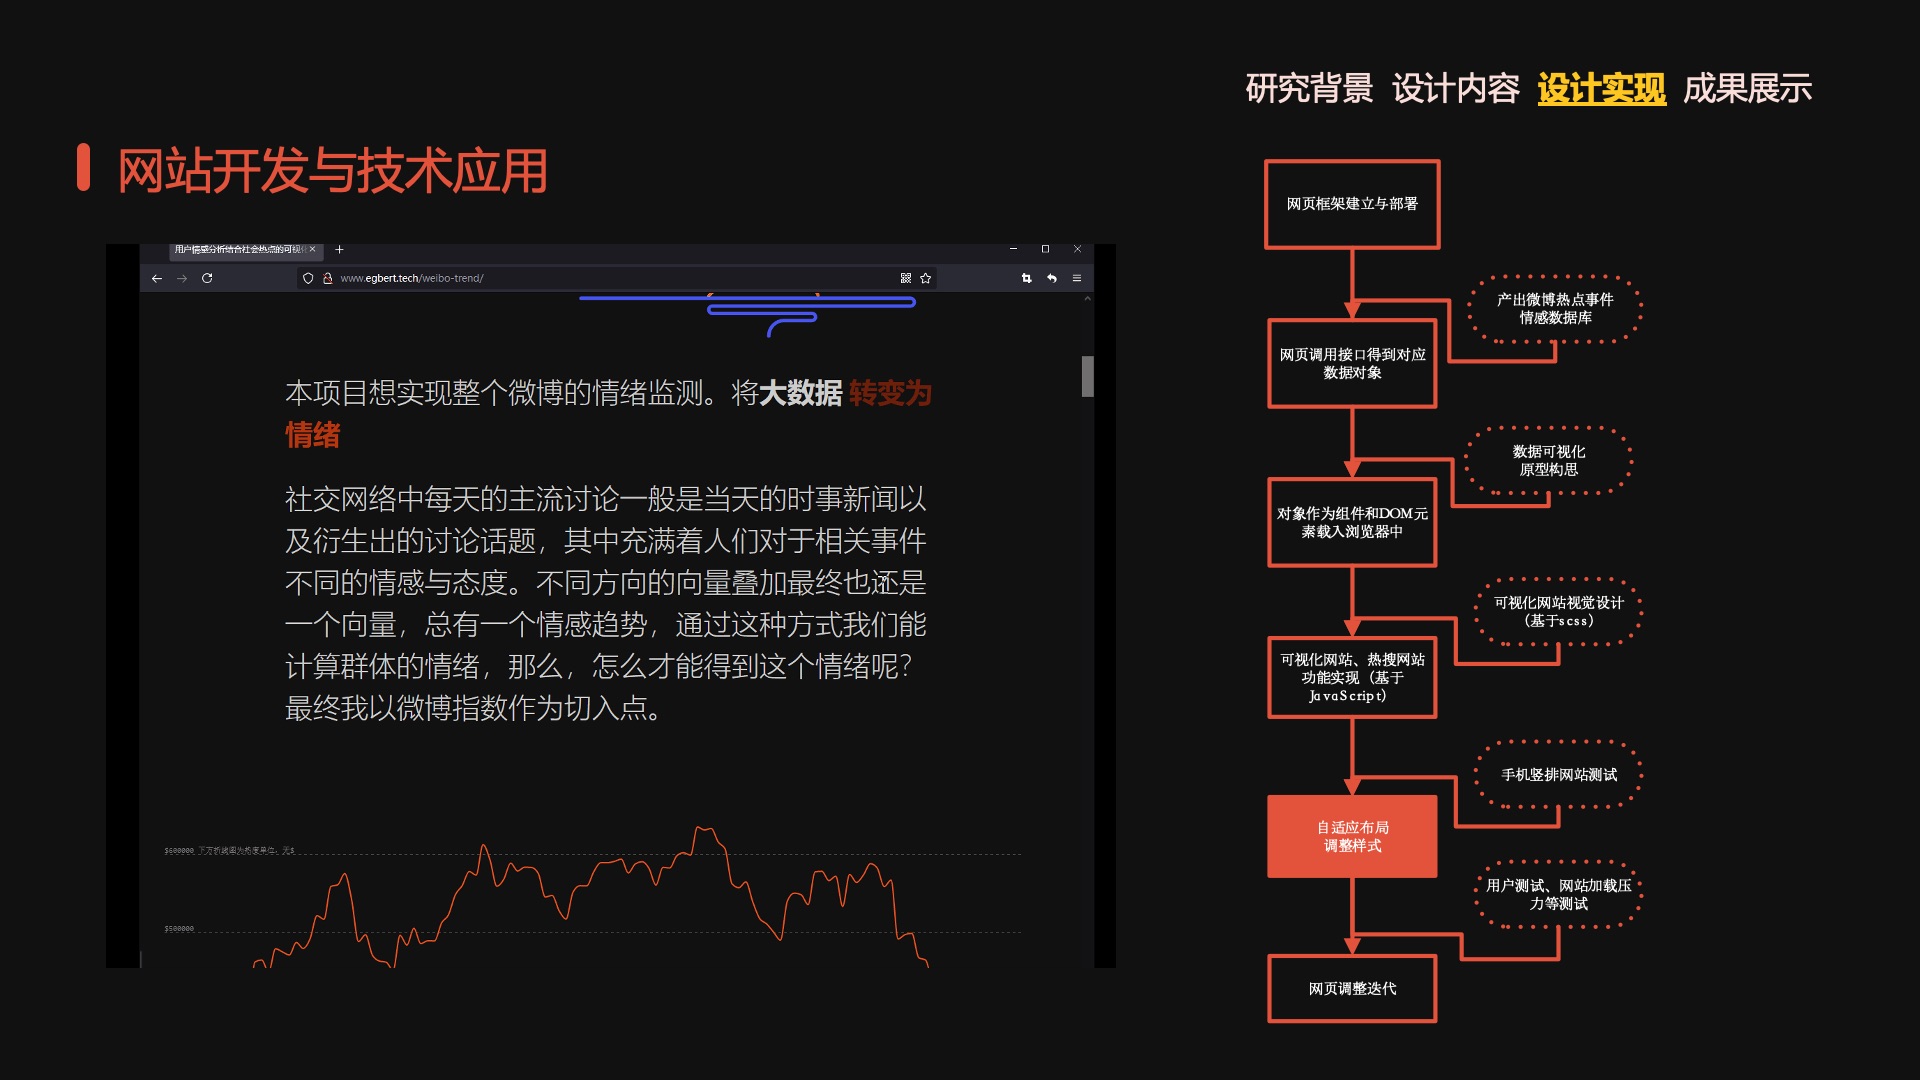 研究背景 设计内容 设计实现 成果展示
网站开发与技术应用
用户情感分析结合社会热点的可视化
www.egbert.tech/weibo-trend/
本项目想实现整个微博的情绪监测。将大数据 转变为
情绪
社交网络中每天的主流讨论一般是当天的时事新闻以
及衍生出的讨论话题，其中充满着人们对于相关事件
不同的情感与态度。不同方向的向量叠加最终也还是
一个向量，总有一个情感趋势，通过这种方式我们能
计算群体的情绪，那么，怎么才能得到这个情绪呢？
最终我以微博指数作为切入点。
$600000 下方折线图为热度单位，无$
$500000
网页框架建立与部署
产出微博热点事件
情感数据库
网页调用接口得到对应
数据对象
数据可视化
原型构思
对象作为组件和DOM元
素载入浏览器中
可视化网站视觉设计
（基于scss）
可视化网站、热搜网站
功能实现（基于
JavaScript）
手机竖排网站测试
自适应布局
调整样式
用户测试、网站加载压
力等测试
网页调整迭代